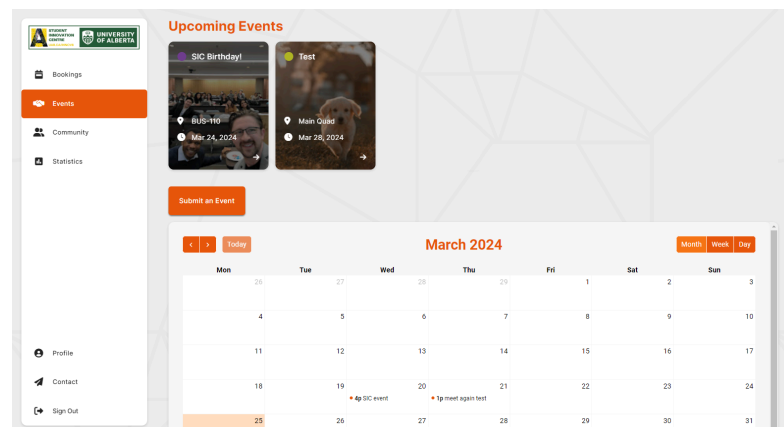 STUDENT
INNOVATION
CENTRE
UNIVERSITY
OF ALBERTA
Bookings
Events
Community
Statistics
Profile
Contact
Sign Out
Upcoming Events
SIC Birthday!
BUS-110
Mar 24, 2024
Test
Main Quad
Mar 28, 2024
Submit an Event
Today
March 2024
Month Week Day
Mon Tue Wed Thu Fri Sat Sun
26 27 28 29 1 2 3
4 5 6 7 8 9 10
11 12 13 14 15 16 17
18 19 20 21 22 23 24
4p SIC event 1p meet again test
25 26 27 28 29 30 31